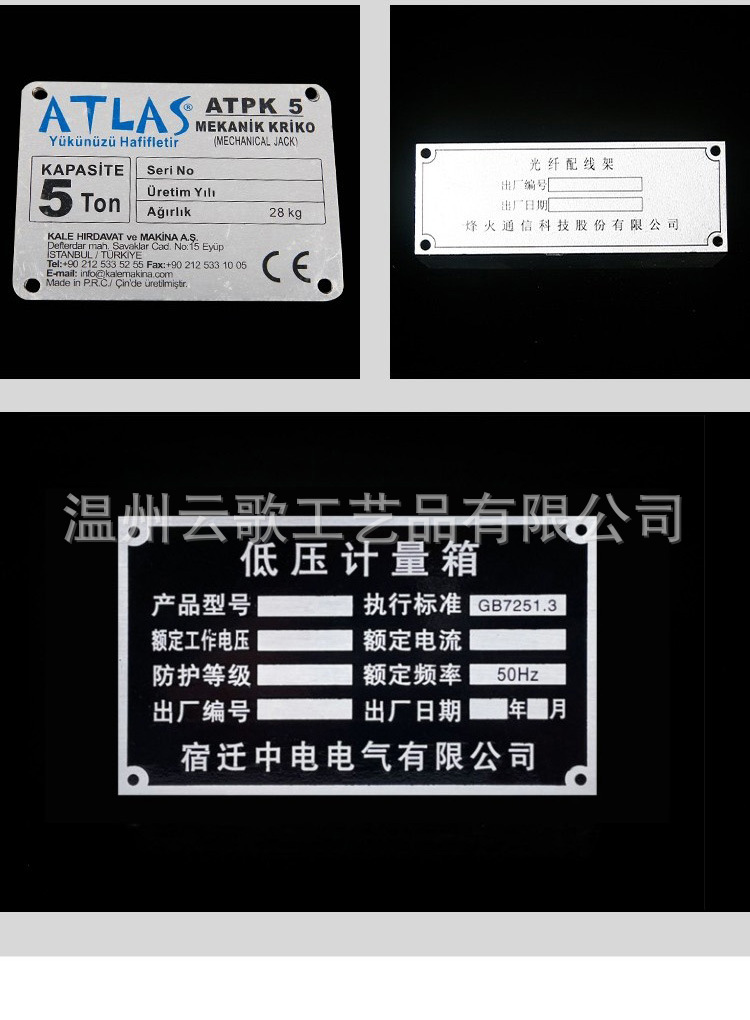 ATLAS®
Yükünüzü Hafifletir
ATPK 5
MEKANİK KRİKO
(MECHANICAL JACK)
KAPASİTE
5 Ton
Seri No
Üretim Yılı
Ağırlık 28 kg
KALE HIRDAVAT ve MAKİNA A.Ş.
Defterdar mah. Savaklar Cad. No:15 Eyüp
İSTANBUL / TÜRKİYE
Tel:+90 212 533 52 55 Fax:+90 212 533 10 05
E-mail: info@kalemakina.com
Made in P.R.C./ Çin'de üretilmiştir.
CE
光纤配线架
出厂编号
出厂日期
烽火通信科技股份有限公司
温州云歌工艺品有限公司
低压计量箱
产品型号 执行标准 GB7251.3
额定工作电压 额定电流
防护等级 额定频率 50Hz
出厂编号 出厂日期 年 月
宿迁中电电气有限公司